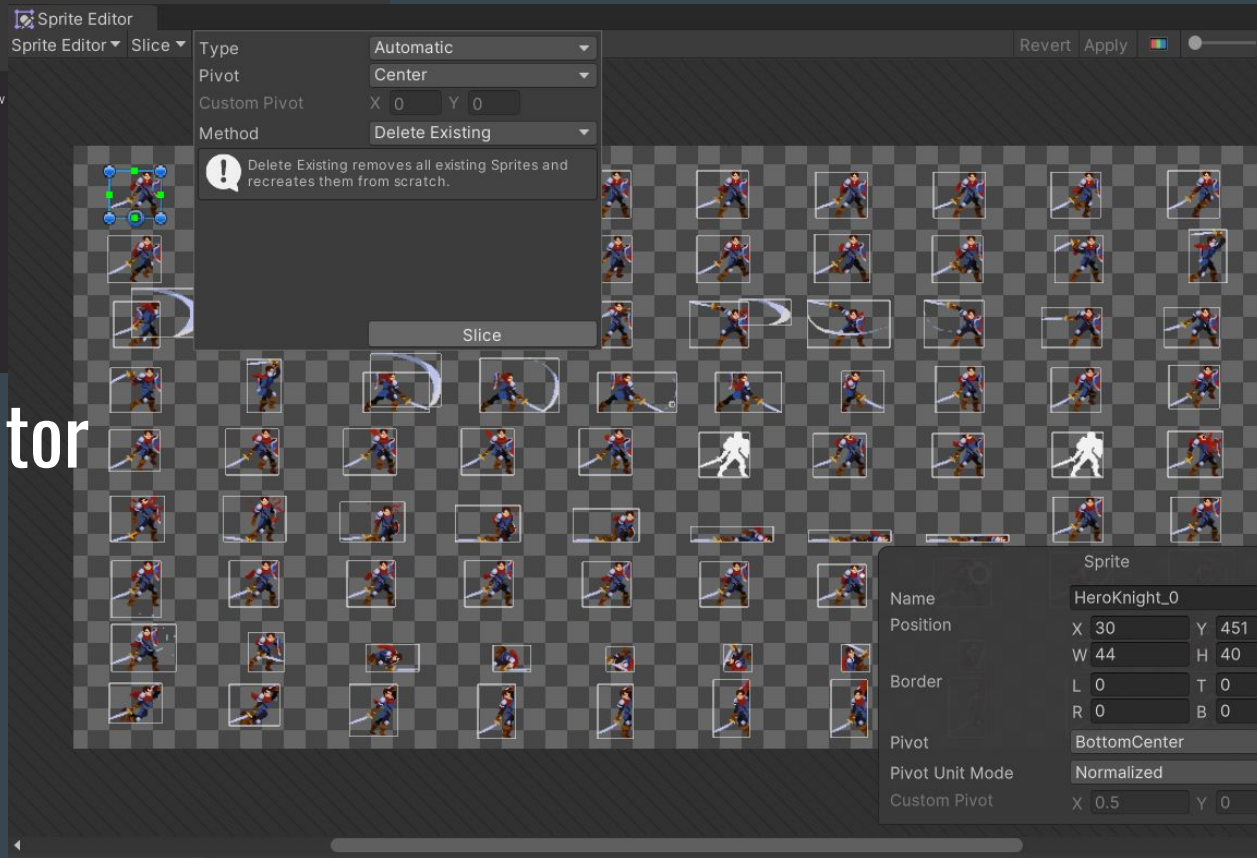 Sprite Editor
Sprite Editor Slice Revert Apply
Type Automatic
Pivot Center
Custom Pivot X 0 Y 0
Method Delete Existing
Delete Existing removes all existing Sprites and
recreates them from scratch.
Slice
tor
Sprite
Name HeroKnight_0
Position X 30 Y 451
W 44 H 40
Border L 0 T 0
R 0 B 0
Pivot BottomCenter
Pivot Unit Mode Normalized
Custom Pivot X 0.5 Y 0